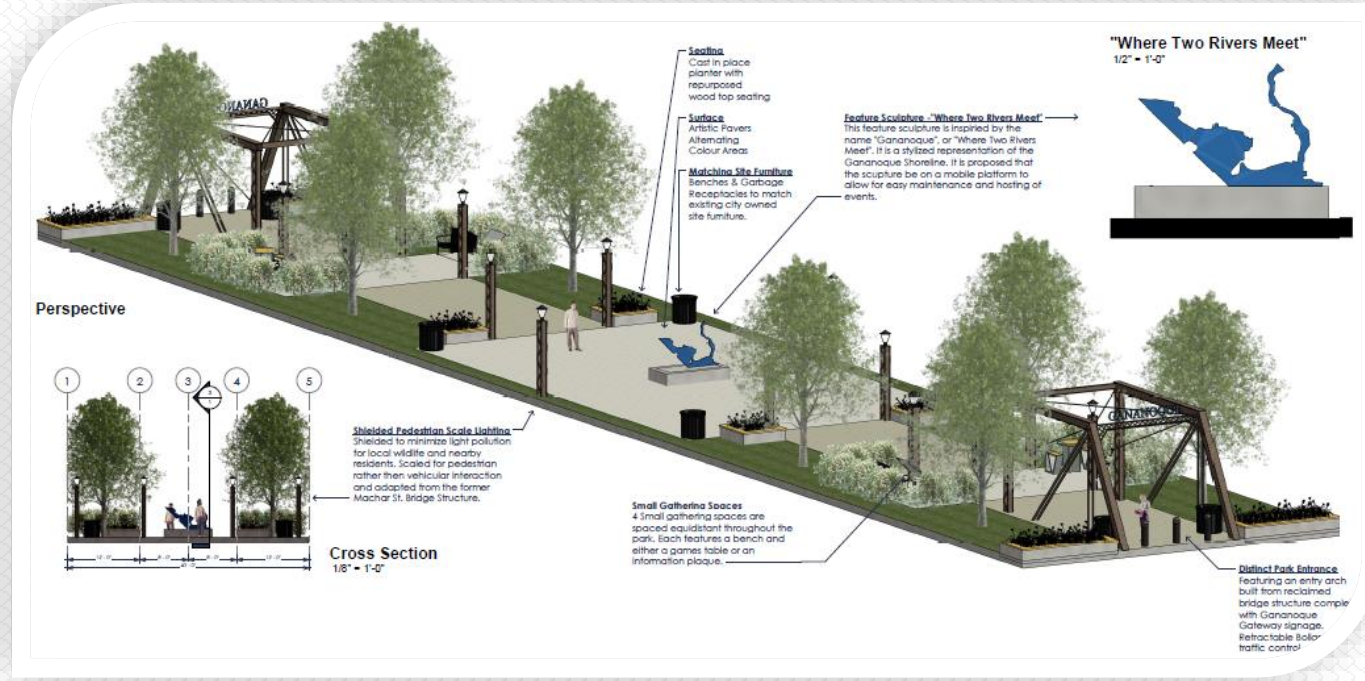 GANANO
Seating
Cast in place
planter with
repurposed
wood top seating
Surface
Artistic Pavers
Alternating
Colour Areas
Matching Site Furniture
Benches & Garbage
Receptacles to match
existing city owned
site furniture.
Feature Sculpture -"Where Two Rivers Meet"
This feature sculpture is inspiried by the
name "Gananoque", or "Where Two Rivers
Meet". It is a stylized representation of the
Gananoque Shoreline. It is proposed that
the scupture be on a mobile platform to
allow for easy maintenance and hosting of
events.
"Where Two Rivers Meet"
1/2" = 1'-0"
Perspective
1
2
3
4
5
Shielded Pedestrian Scale Lighting
Shielded to minimize light pollution
for local wildlife and nearby
residents. Scaled for pedestrian
rather then vehicular interaction
and adapted from the former
Machar St. Bridge Structure.
Cross Section
1/8" = 1'-0"
Small Gathering Spaces
4 Small gathering spaces are
spaced equidistant throughout the
park. Each features a bench and
either a games table or an
information plaque.
GANANOQUE
Distinct Park Entrance
Featuring an entry arch
built from reclaimed
bridge structure comple
with Gananoque
Gateway signage.
Retractable Bollar
traffic control